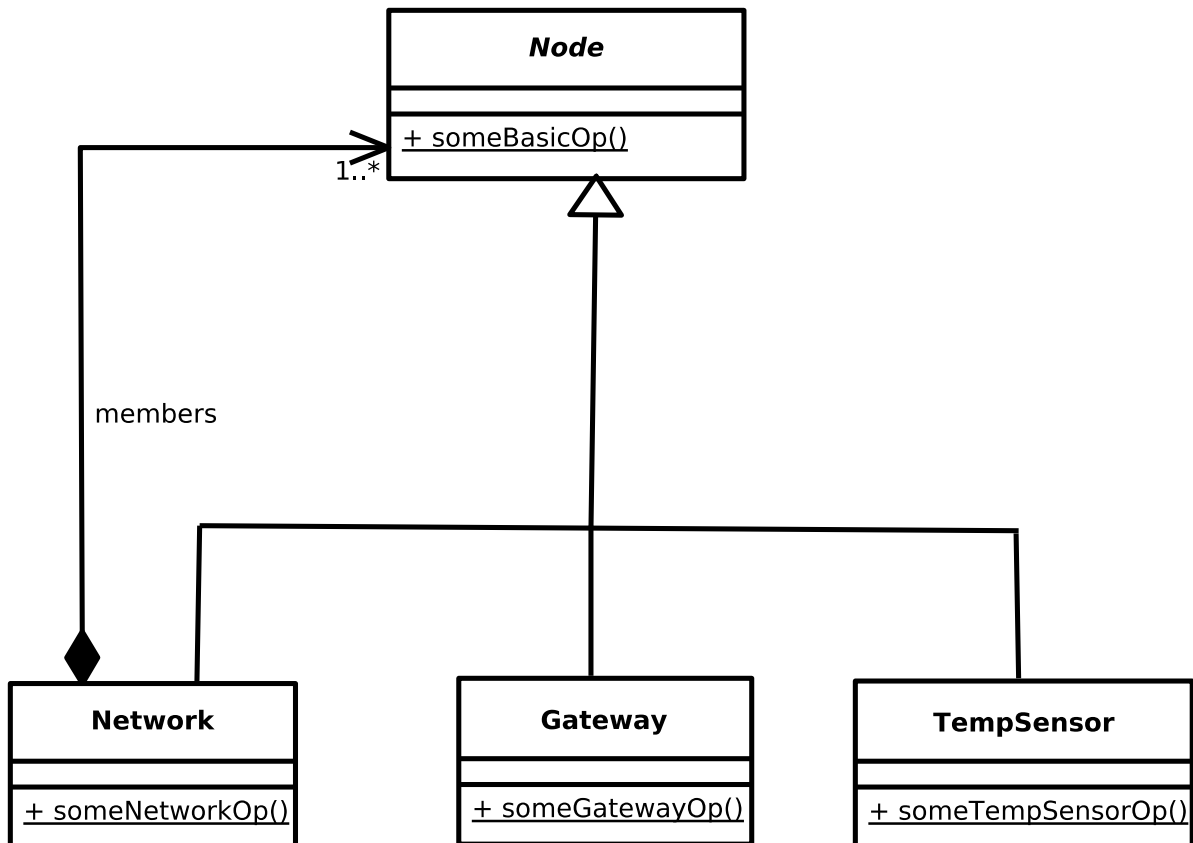 Node
+ someBasicOp()
1..*
members
Network
+ someNetworkOp()
Gateway
+ someGatewayOp()
TempSensor
+ someTempSensorOp()